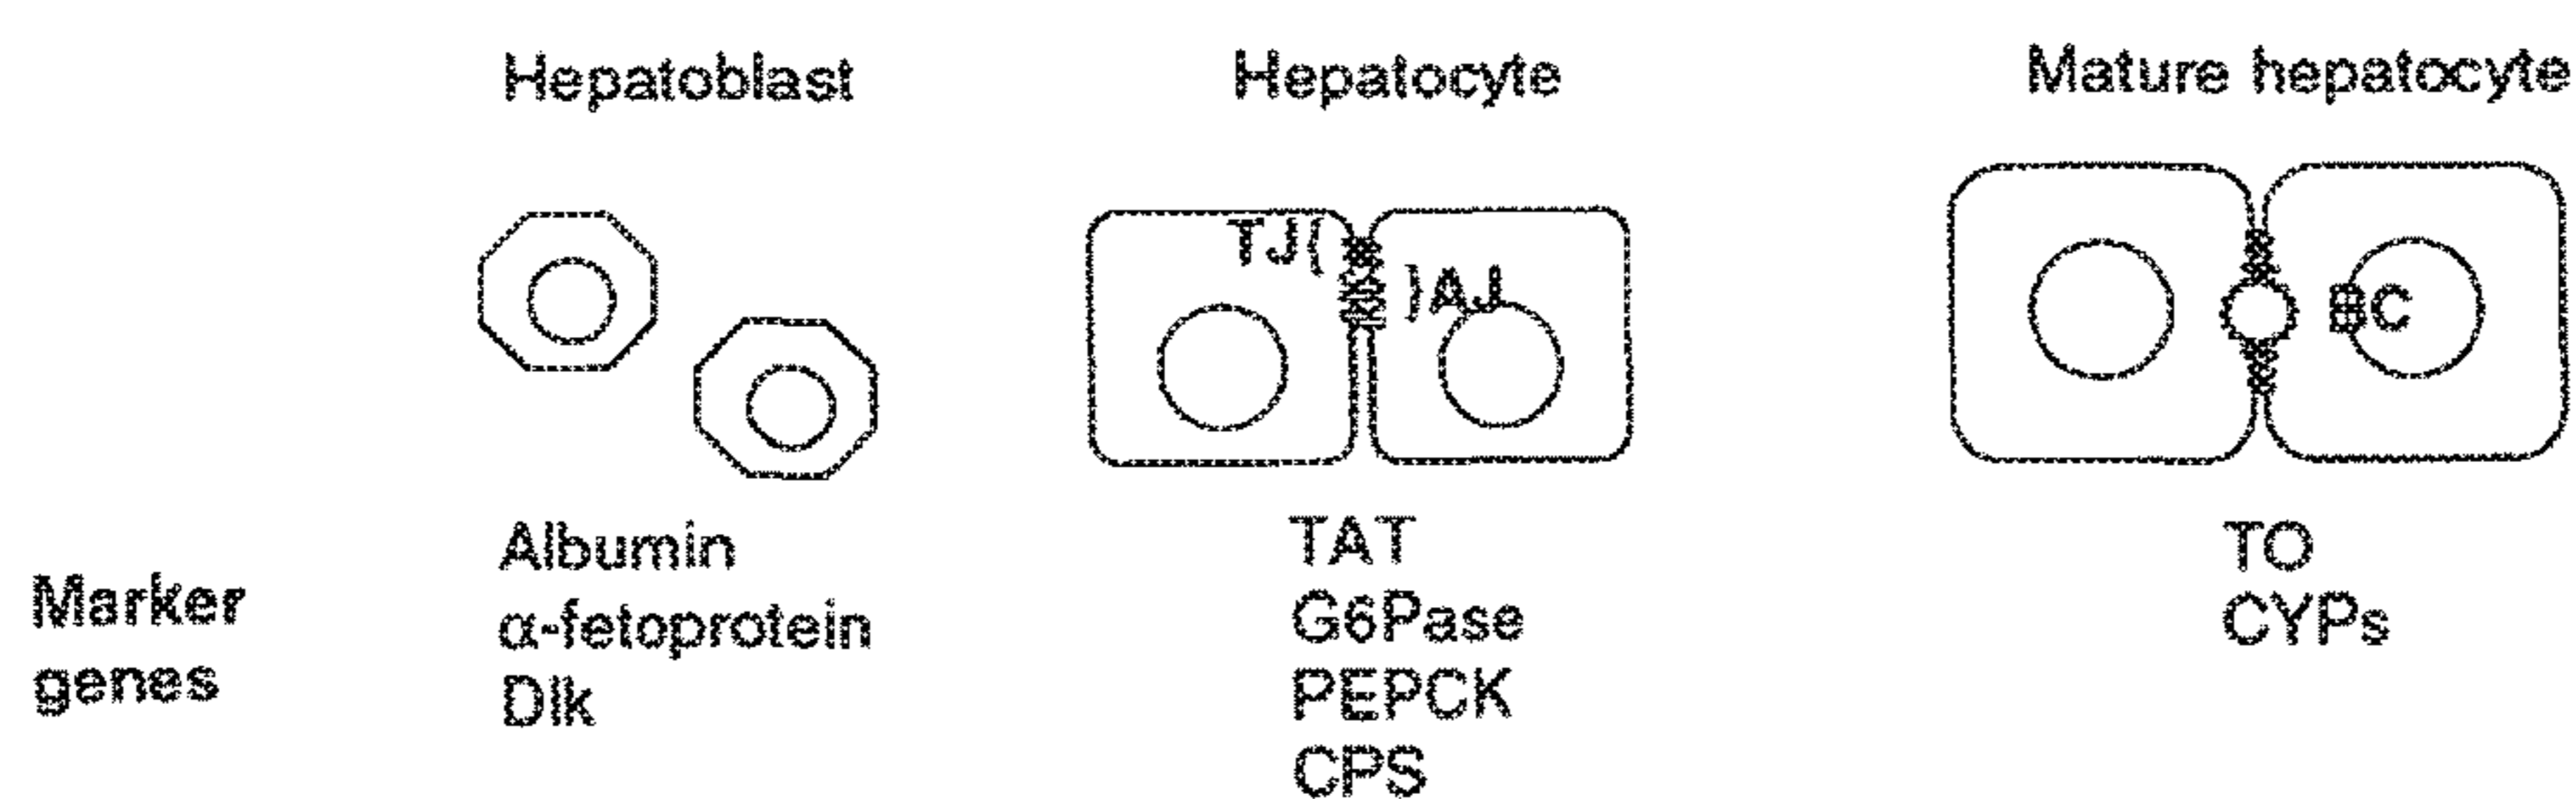 Hepatoblast
Hepatocyte
Mature hepatocyte
TJ(
)AJ
BC
Marker
genes
Albumin
α-fetoprotein
Dlk
TAT
G6Pase
PEPCK
CPS
TO
CYPs